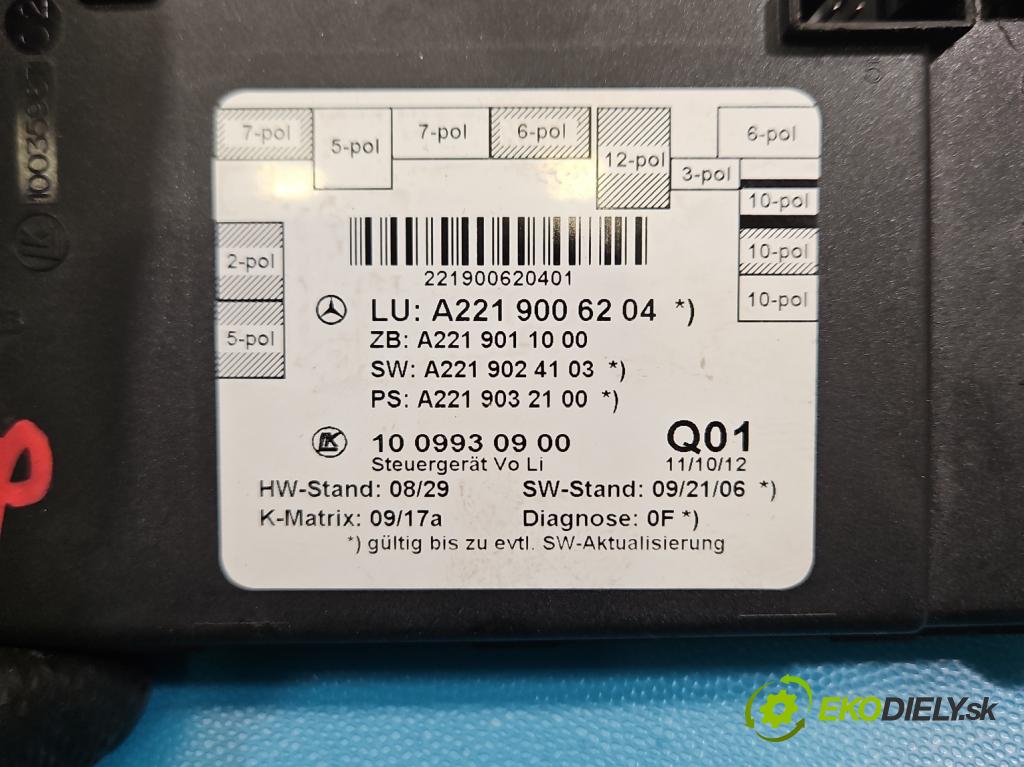 7-pol
5-pol
7-pol
6-pol
12-pol
3-pol
6-pol
10-pol
10-pol
10-pol
2-pol
5-pol
221900620401
LU: A221 900 62 04 *)
ZB: A221 901 10 00
SW: A221 902 41 03 *)
PS: A221 903 21 00 *)
LK 10 0993 09 00
Steuergerät Vo Li
Q01
11/10/12
HW-Stand: 08/29 SW-Stand: 09/21/06 *)
K-Matrix: 09/17a Diagnose: 0F *)
*) gültig bis zu evtl. SW-Aktualisierung
EKODIELY.sk